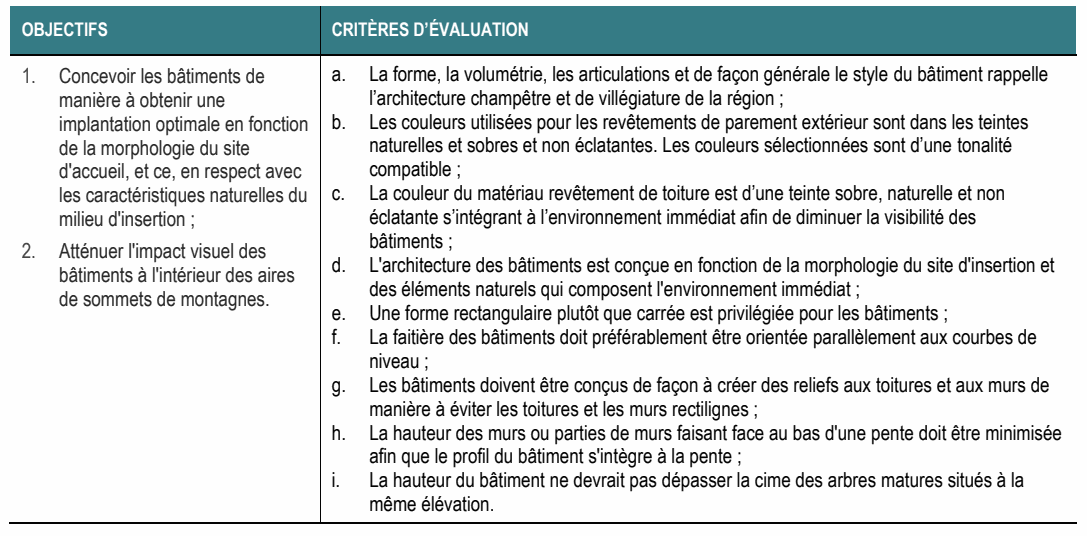 OBJECTIFS
CRITÈRES D’ÉVALUATION
1. Concevoir les bâtiments de
manière à obtenir une
implantation optimale en fonction
de la morphologie du site
d'accueil, et ce, en respect avec
les caractéristiques naturelles du
milieu d'insertion ;
2. Atténuer l'impact visuel des
bâtiments à l'intérieur des aires
de sommets de montagnes.
a. La forme, la volumétrie, les articulations et de façon générale le style du bâtiment rappelle
l’architecture champêtre et de villégiature de la région ;
b. Les couleurs utilisées pour les revêtements de parement extérieur sont dans les teintes
naturelles et sobres et non éclatantes. Les couleurs sélectionnées sont d’une tonalité
compatible ;
c. La couleur du matériau revêtement de toiture est d’une teinte sobre, naturelle et non
éclatante s’intégrant à l’environnement immédiat afin de diminuer la visibilité des
bâtiments ;
d. L'architecture des bâtiments est conçue en fonction de la morphologie du site d'insertion et
des éléments naturels qui composent l'environnement immédiat ;
e. Une forme rectangulaire plutôt que carrée est privilégiée pour les bâtiments ;
f. La faitière des bâtiments doit préférablement être orientée parallèlement aux courbes de
niveau ;
g. Les bâtiments doivent être conçus de façon à créer des reliefs aux toitures et aux murs de
manière à éviter les toitures et les murs rectilignes ;
h. La hauteur des murs ou parties de murs faisant face au bas d'une pente doit être minimisée
afin que le profil du bâtiment s'intègre à la pente ;
i. La hauteur du bâtiment ne devrait pas dépasser la cime des arbres matures situés à la
même élévation.